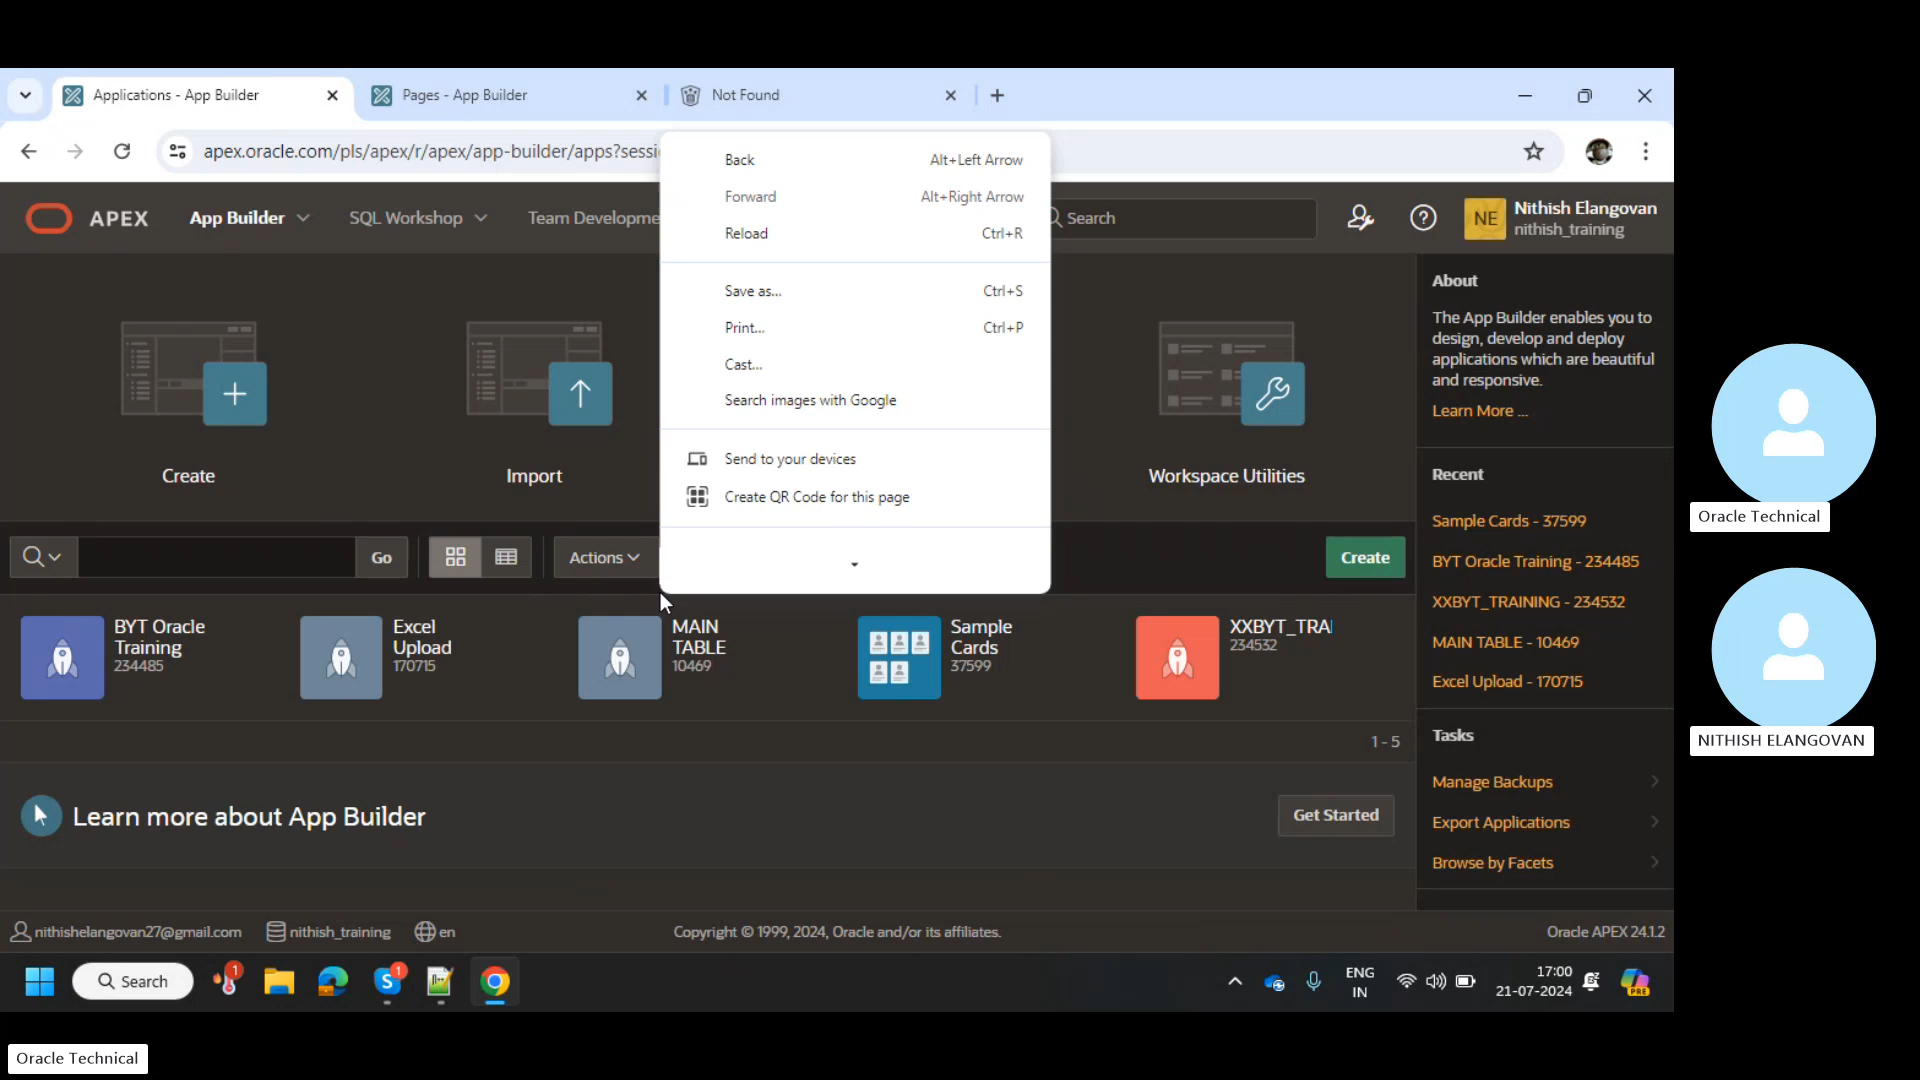 Applications - App Builder
Pages - App Builder
Not Found
apex.oracle.com/pls/apex/r/apex/app-builder/apps?sessi
APEX
App Builder
SQL Workshop
Team Developme
Search
NE
Nithish Elangovan
nithish_training
Back Alt+Left Arrow
Forward Alt+Right Arrow
Reload Ctrl+R
Save as... Ctrl+S
Print... Ctrl+P
Cast...
Search images with Google
Send to your devices
Create QR Code for this page
Create
Import
Workspace Utilities
About
The App Builder enables you to
design, develop and deploy
applications which are beautiful
and responsive.
Learn More ...
Recent
Sample Cards - 37599
BYT Oracle Training - 234485
XXBYT_TRAINING - 234532
MAIN TABLE - 10469
Excel Upload - 170715
Go
Actions
Create
BYT Oracle
Training
234485
Excel
Upload
170715
MAIN
TABLE
10469
Sample
Cards
37599
XXBYT_TRAI
234532
1 - 5
Tasks
Manage Backups
Export Applications
Browse by Facets
Learn more about App Builder
Get Started
nithishelangovan27@gmail.com
nithish_training
en
Copyright © 1999, 2024, Oracle and/or its affiliates.
Oracle APEX 24.1.2
Search
1
1
ENG
IN
17:00
21-07-2024
PRE
Oracle Technical
NITHISH ELANGOVAN
Oracle Technical